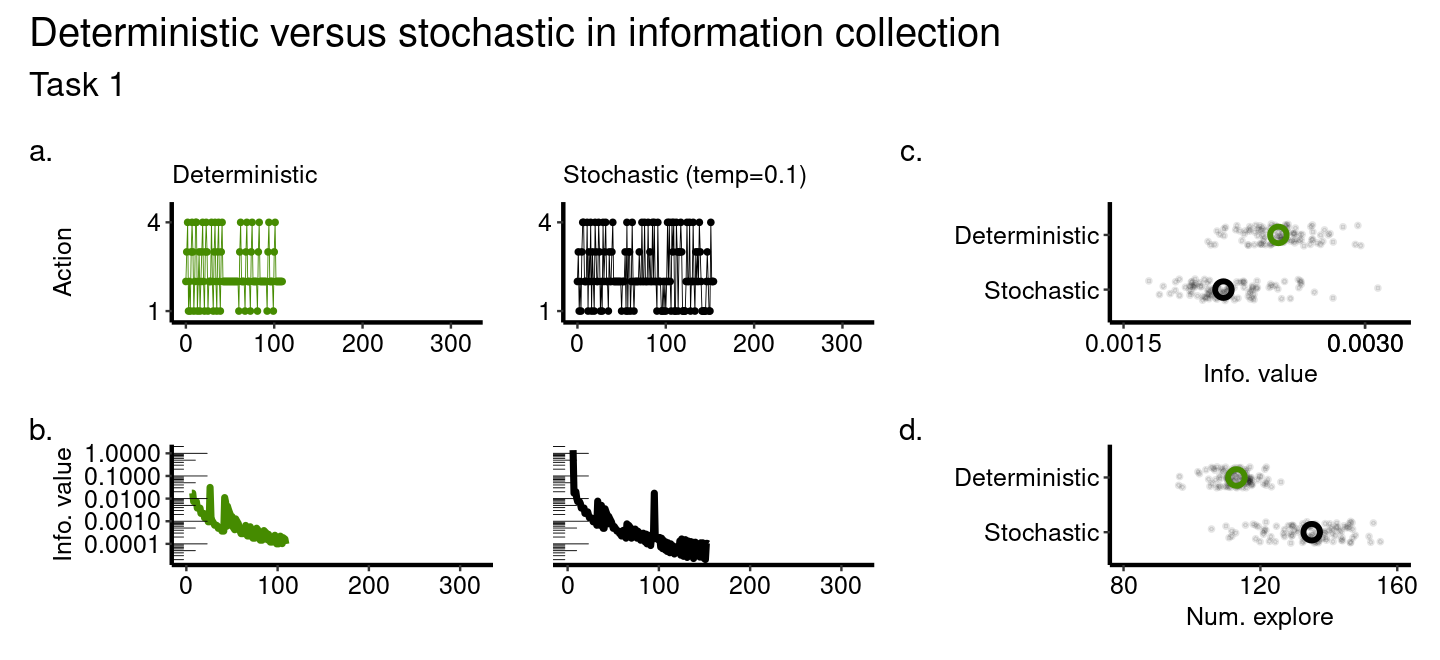 Deterministic versus stochastic in information collection
Task 1
a.
Deterministic
Stochastic (temp=0.1)
Action
4
1
0 100 200 300
4
1
0 100 200 300
b.
Info. value
1.0000
0.1000
0.0100
0.0010
0.0001
0 100 200 300
0 100 200 300
c.
Deterministic
Stochastic
0.0015 0.0030
Info. value
d.
Deterministic
Stochastic
80 120 160
Num. explore